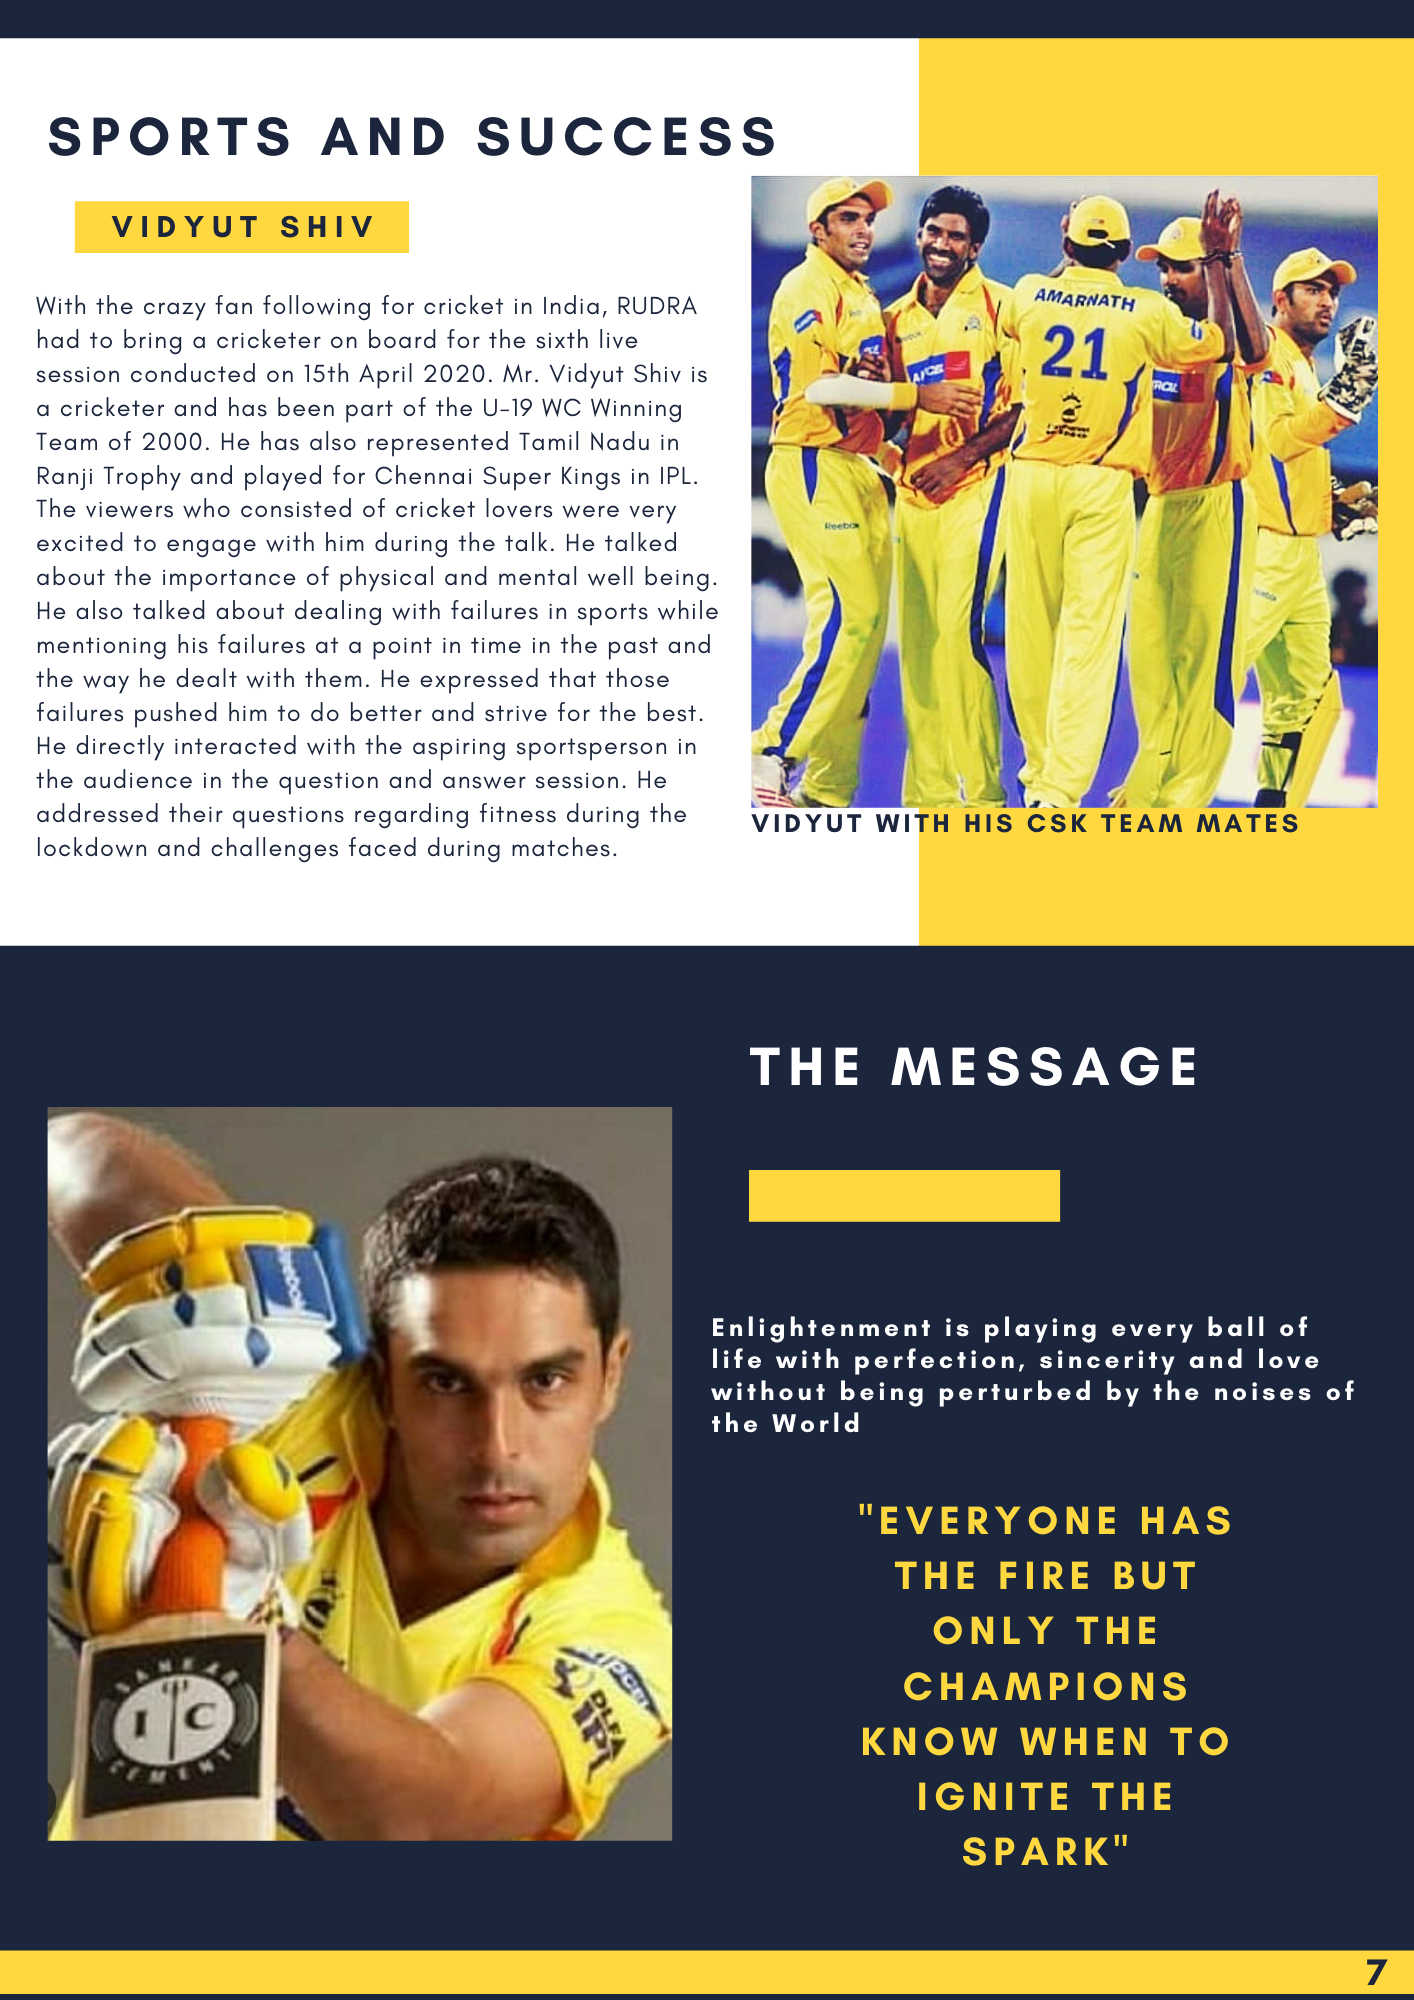 SPORTS AND SUCCESS
VIDYUT SHIV
With the crazy fan following for cricket in India, RUDRA
had to bring a cricketer on board for the sixth live
session conducted on 15th April 2020. Mr. Vidyut Shiv is
a cricketer and has been part of the U-19 WC Winning
Team of 2000. He has also represented Tamil Nadu in
Ranji Trophy and played for Chennai Super Kings in IPL.
The viewers who consisted of cricket lovers were very
excited to engage with him during the talk. He talked
about the importance of physical and mental well being.
He also talked about dealing with failures in sports while
mentioning his failures at a point in time in the past and
the way he dealt with them. He expressed that those
failures pushed him to do better and strive for the best.
He directly interacted with the aspiring sportsperson in
the audience in the question and answer session. He
addressed their questions regarding fitness during the
lockdown and challenges faced during matches.
AMARNATH
21
Reebok
VIDYUT WITH HIS CSK TEAM MATES
THE MESSAGE
Enlightenment is playing every ball of
life with perfection, sincerity and love
without being perturbed by the noises of
the World
"EVERYONE HAS
THE FIRE BUT
ONLY THE
CHAMPIONS
KNOW WHEN TO
IGNITE THE
SPARK"
Reebok
SANKAR
IC
CEMENT
AIRCEL
DLF
IPL
7